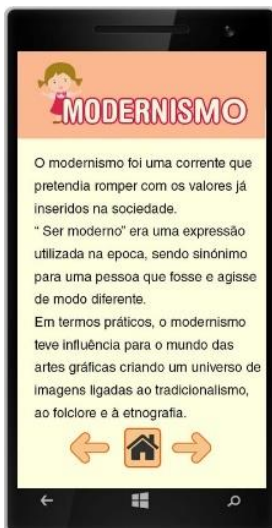 MODERNISMO
O modernismo foi uma corrente que
pretendia romper com os valores já
inseridos na sociedade.
“ Ser moderno” era uma expressão
utilizada na epoca, sendo sinónimo
para uma pessoa que fosse e agisse
de modo diferente.
Em termos práticos, o modernismo
teve influência para o mundo das
artes gráficas criando um universo de
imagens ligadas ao tradicionalismo,
ao folclore e à etnografia.